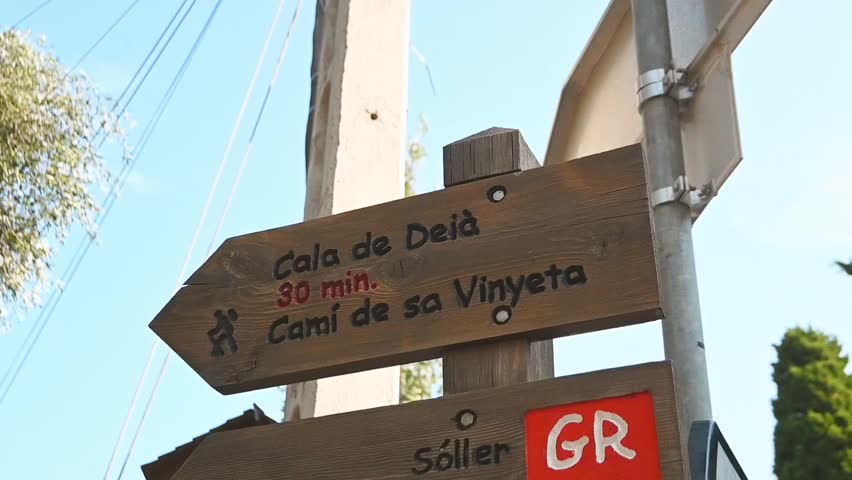 Cala de Deià
30 min.
Camí de sa Vinyeta
Sóller GR